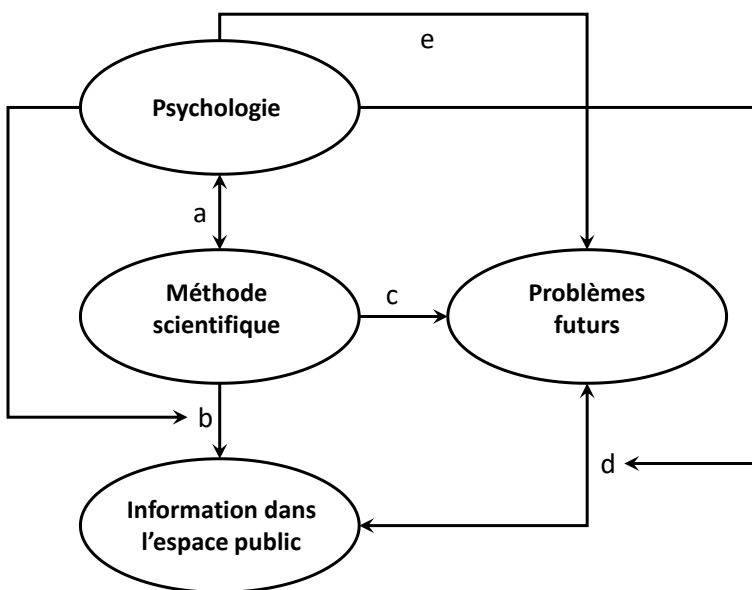 e
Psychologie
a
Méthode
scientifique
c
Problèmes
futurs
b
d
Information dans
l'espace public